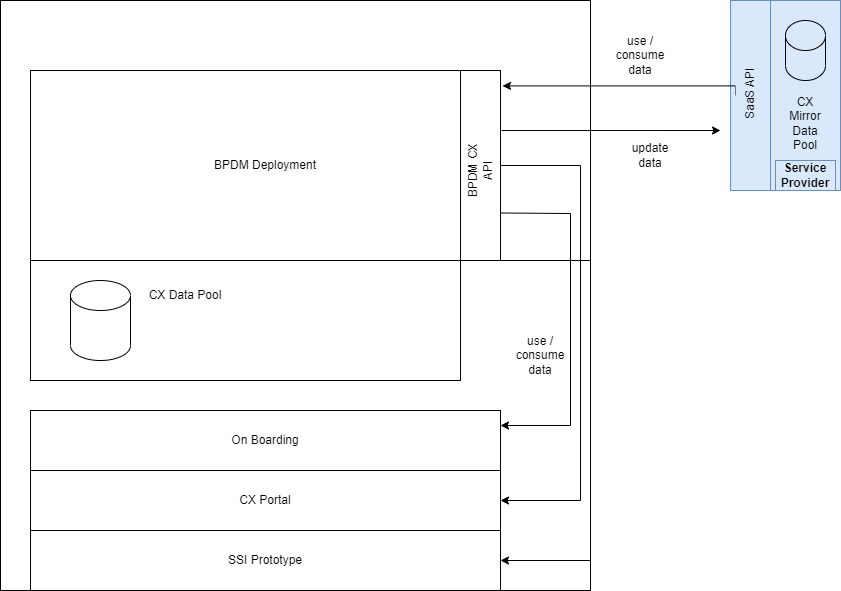 use /
consume
data
SaaS API
CX
Mirror
Data
Pool
Service
Provider
BPDM Deployment
BPDM CX
API
update
data
CX Data Pool
use /
consume
data
On Boarding
CX Portal
SSI Prototype